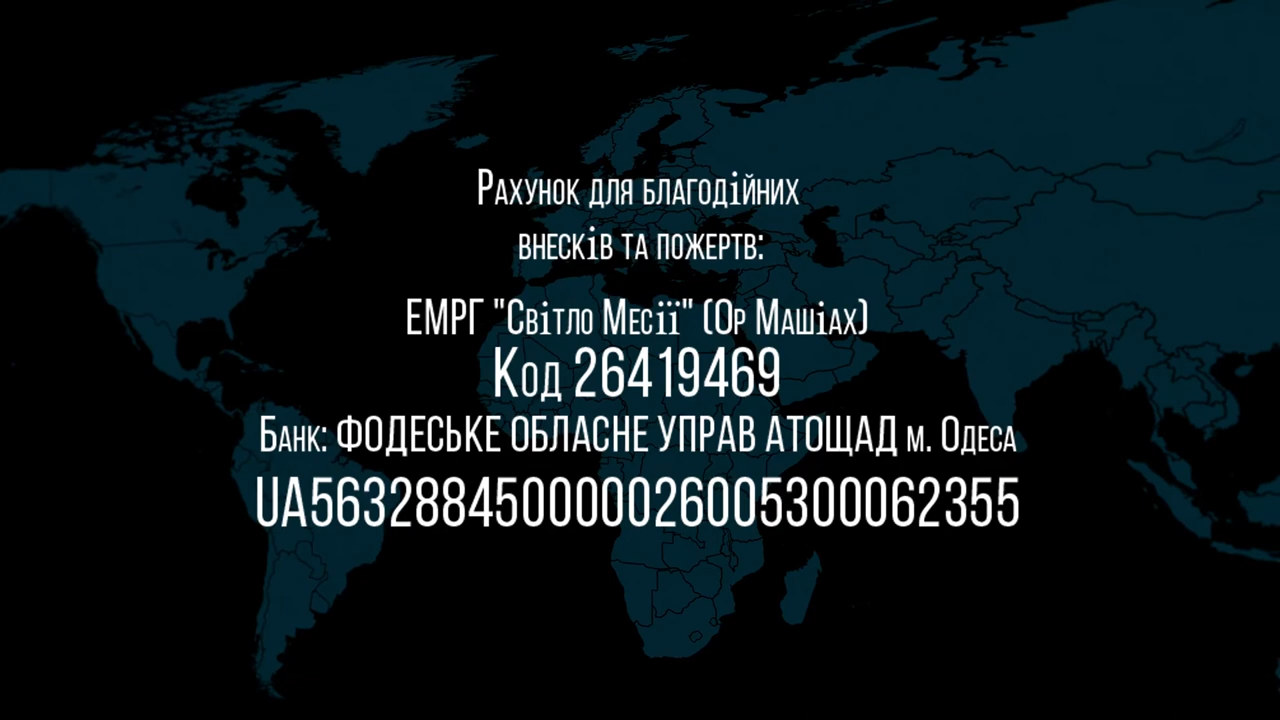 Рахунок для благодійних
внесків та пожертв:
ЕМРГ "Світло Месії" (Ор Машіах)
Код 26419469
Банк: ФОДЕСЬКЕ ОБЛАСНЕ УПРАВ АТОЩАД м. Одеса
UA563288450000026005300062355